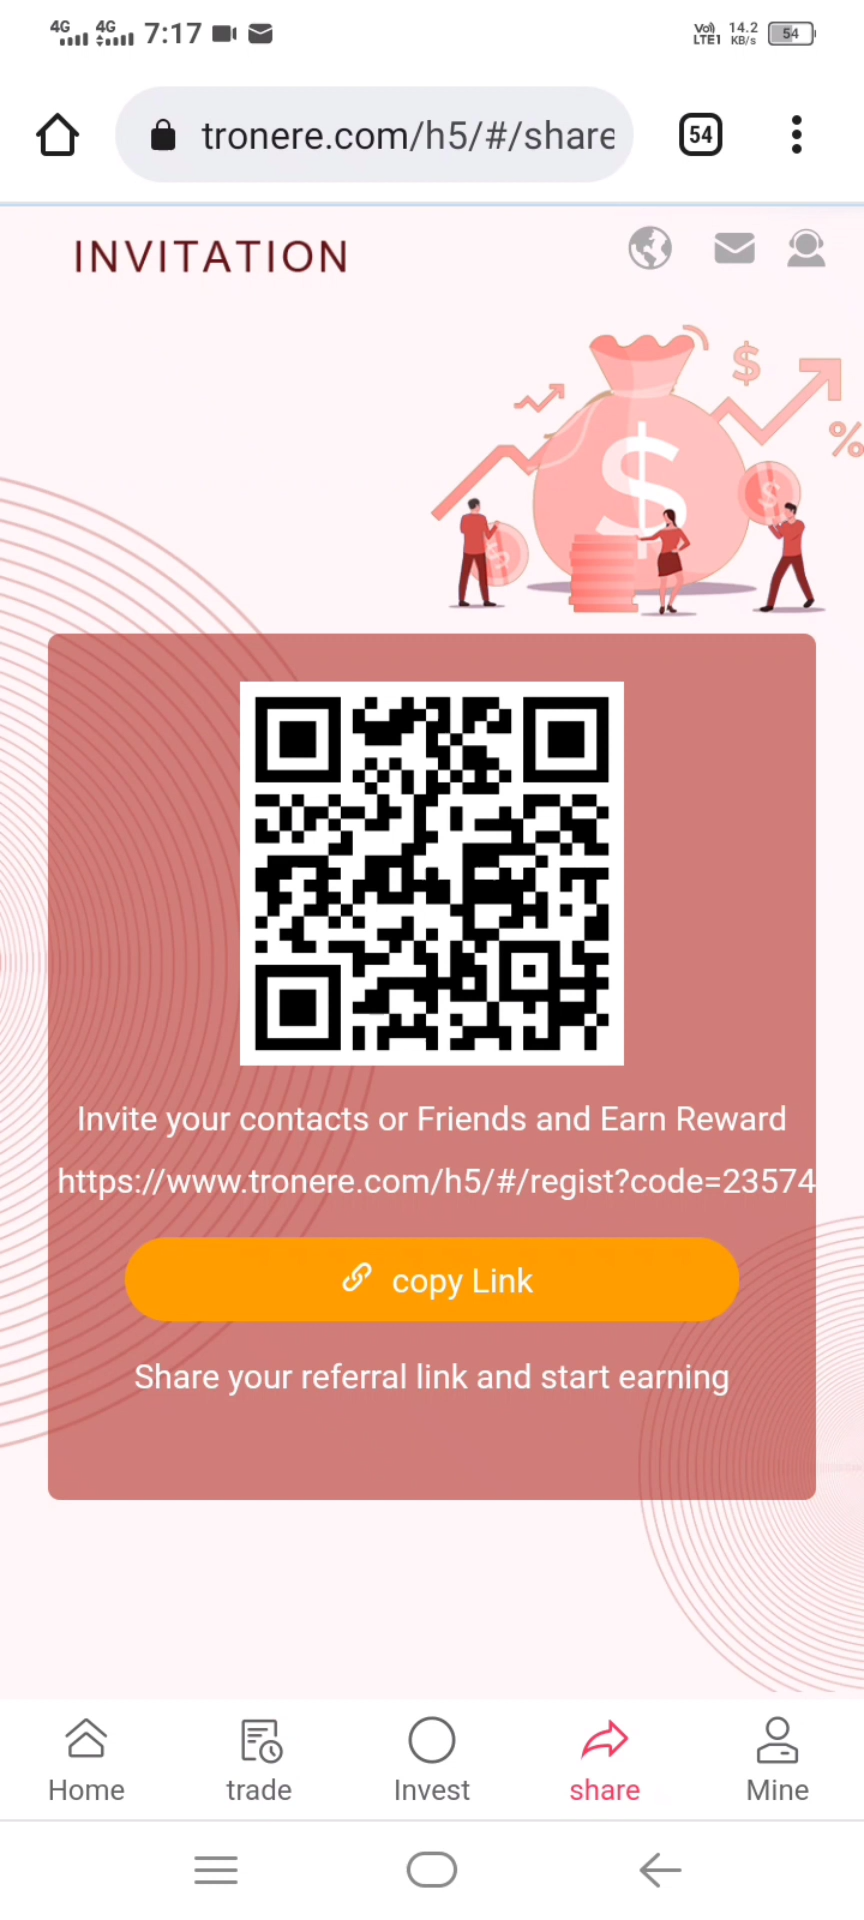 4G 4G 7:17 Vo) LTE1 14.2 KB/s 54
tronere.com/h5/#/share 54
INVITATION
$
%
$
$
$
Invite your contacts or Friends and Earn Reward
https://www.tronere.com/h5/#/regist?code=23574
copy Link
Share your referral link and start earning
Home trade Invest share Mine